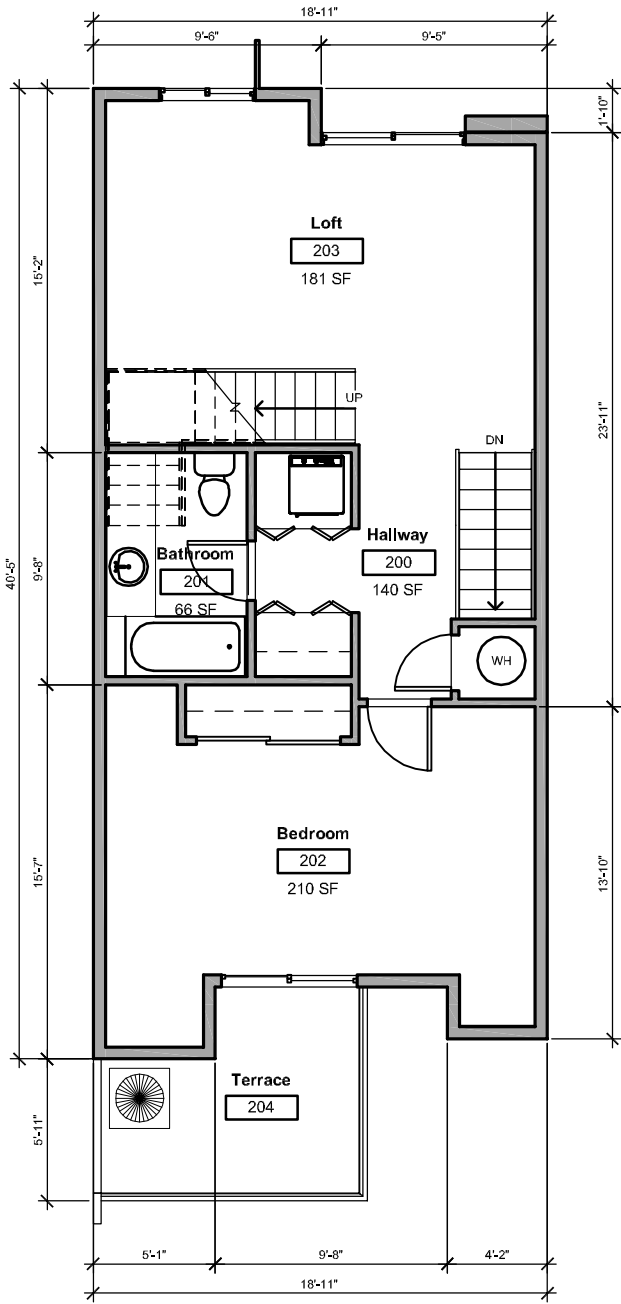 18'-11"
9'-6"
9'-5"
1'-10"
Loft
203
181 SF
15'-2"
UP
23'-11"
DN
Hallway
200
140 SF
Bathroom
201
66 SF
9'-8"
40'-5"
WH
Bedroom
202
210 SF
15'-7"
13'-10"
Terrace
204
5'-11"
5'-1"
9'-8"
4'-2"
18'-11"